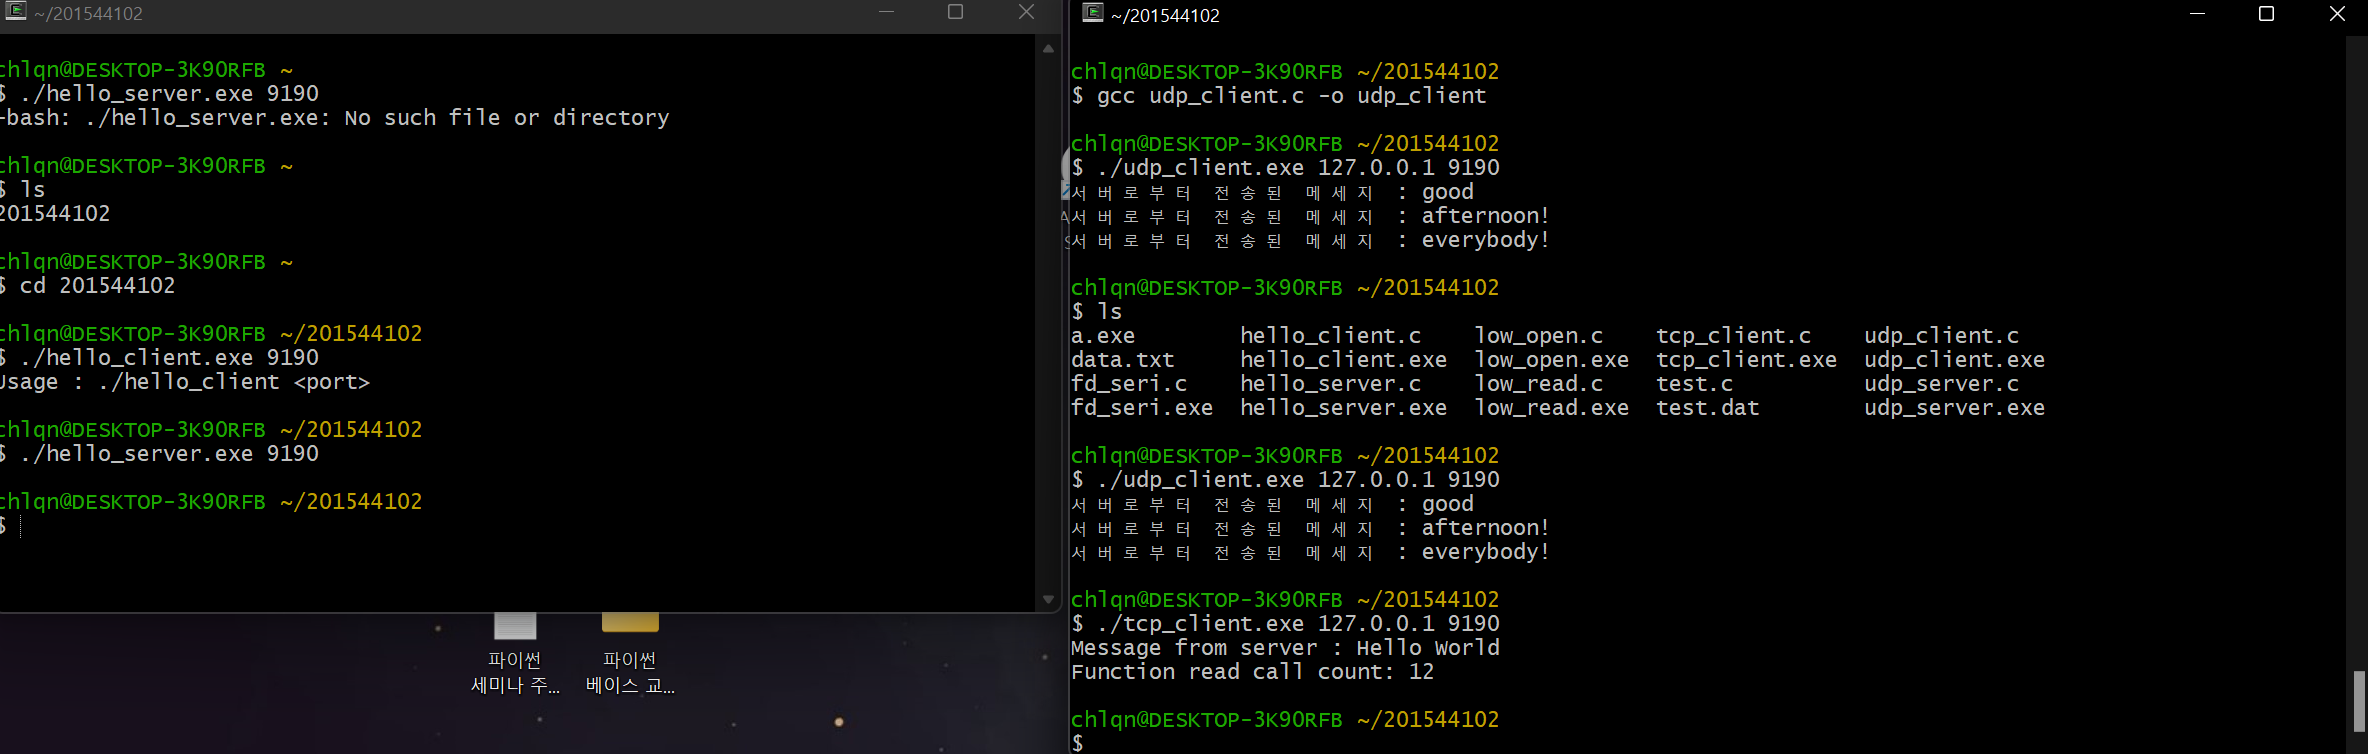 ~/201544102
chlqn@DESKTOP-3K90RFB ~
$ ./hello_server.exe 9190
-bash: ./hello_server.exe: No such file or directory
chlqn@DESKTOP-3K90RFB ~
$ ls
201544102
chlqn@DESKTOP-3K90RFB ~
$ cd 201544102
chlqn@DESKTOP-3K90RFB ~/201544102
$ ./hello_client.exe 9190
Usage : ./hello_client <port>
chlqn@DESKTOP-3K90RFB ~/201544102
$ ./hello_server.exe 9190
chlqn@DESKTOP-3K90RFB ~/201544102
$
파이썬
세미나 주...
파이썬
베이스 교...
~/201544102
chlqn@DESKTOP-3K90RFB ~/201544102
$ gcc udp_client.c -o udp_client
chlqn@DESKTOP-3K90RFB ~/201544102
$ ./udp_client.exe 127.0.0.1 9190
서버로부터 전송된 메세지 : good
서버로부터 전송된 메세지 : afternoon!
서버로부터 전송된 메세지 : everybody!
chlqn@DESKTOP-3K90RFB ~/201544102
$ ls
a.exe hello_client.c low_open.c tcp_client.c udp_client.c
data.txt hello_client.exe low_open.exe tcp_client.exe udp_client.exe
fd_seri.c hello_server.c low_read.c test.c udp_server.c
fd_seri.exe hello_server.exe low_read.exe test.dat udp_server.exe
chlqn@DESKTOP-3K90RFB ~/201544102
$ ./udp_client.exe 127.0.0.1 9190
서버로부터 전송된 메세지 : good
서버로부터 전송된 메세지 : afternoon!
서버로부터 전송된 메세지 : everybody!
chlqn@DESKTOP-3K90RFB ~/201544102
$ ./tcp_client.exe 127.0.0.1 9190
Message from server : Hello World
Function read call count: 12
chlqn@DESKTOP-3K90RFB ~/201544102
$